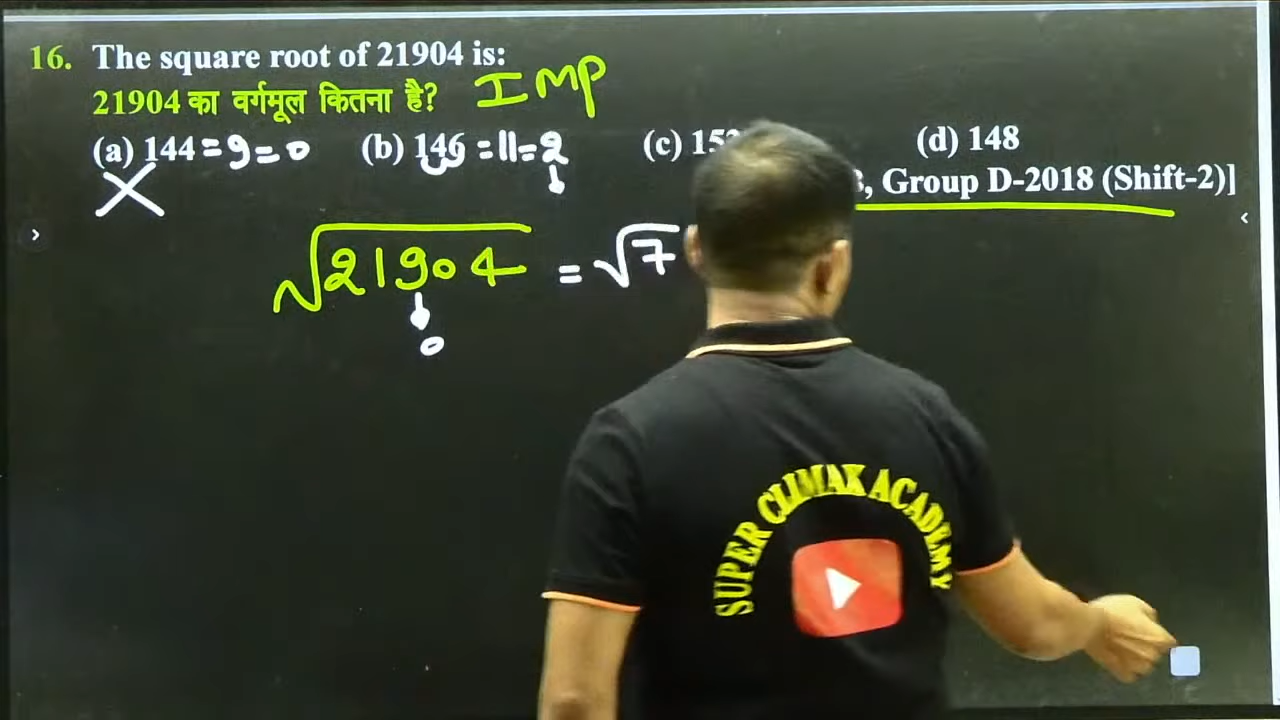 16. The square root of 21904 is:
21904 का वर्गमूल कितना है? IMP
(a) 144 = 9 = 0 (b) 146 = 11 = 2 (c) (d) 148
Group D-2018 (Shift-2)]
√21904 = √7
0
SUPER CLIMAX ACADEMY